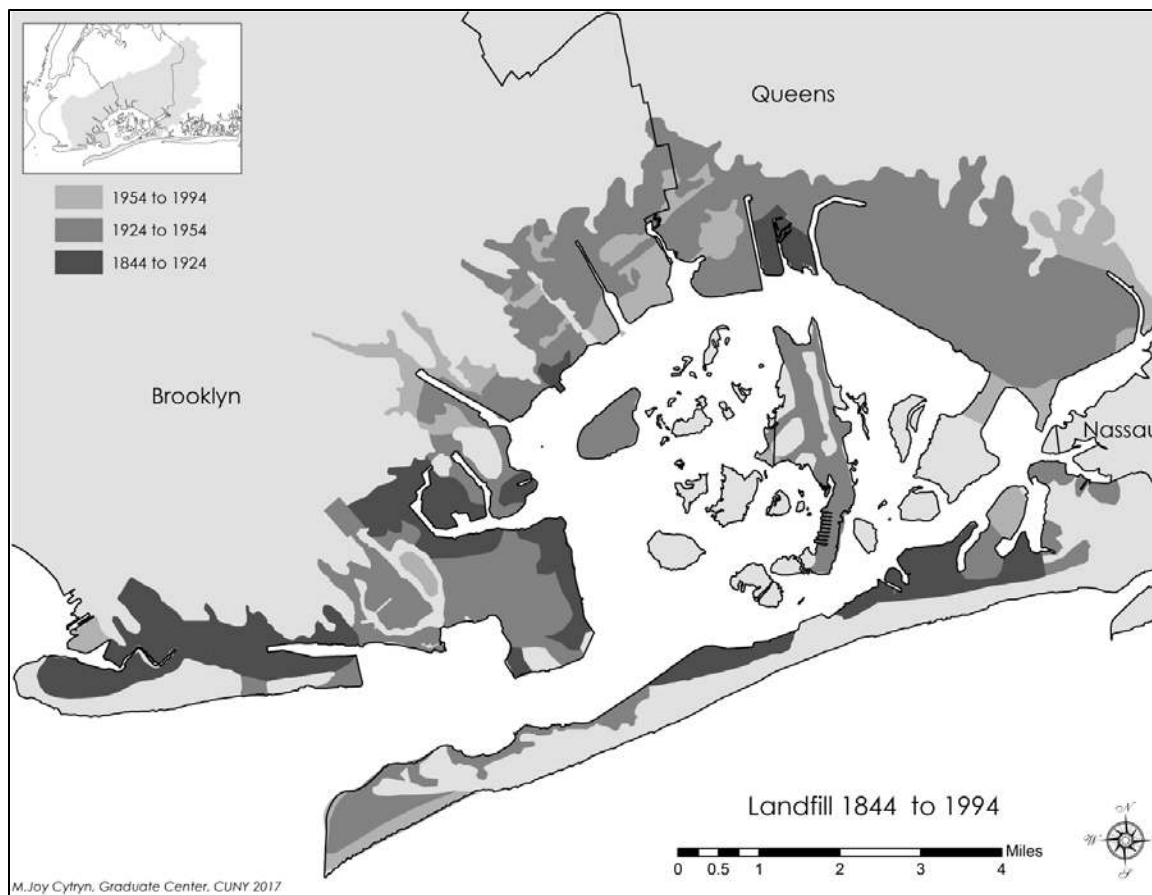 Queens
1954 to 1994
1924 to 1954
1844 to 1924
Brooklyn
Nassau
Landfill 1844 to 1994
N
W
S
0 0.5 1 2 3 4 Miles
M.Joy Cytryn, Graduate Center, CUNY 2017